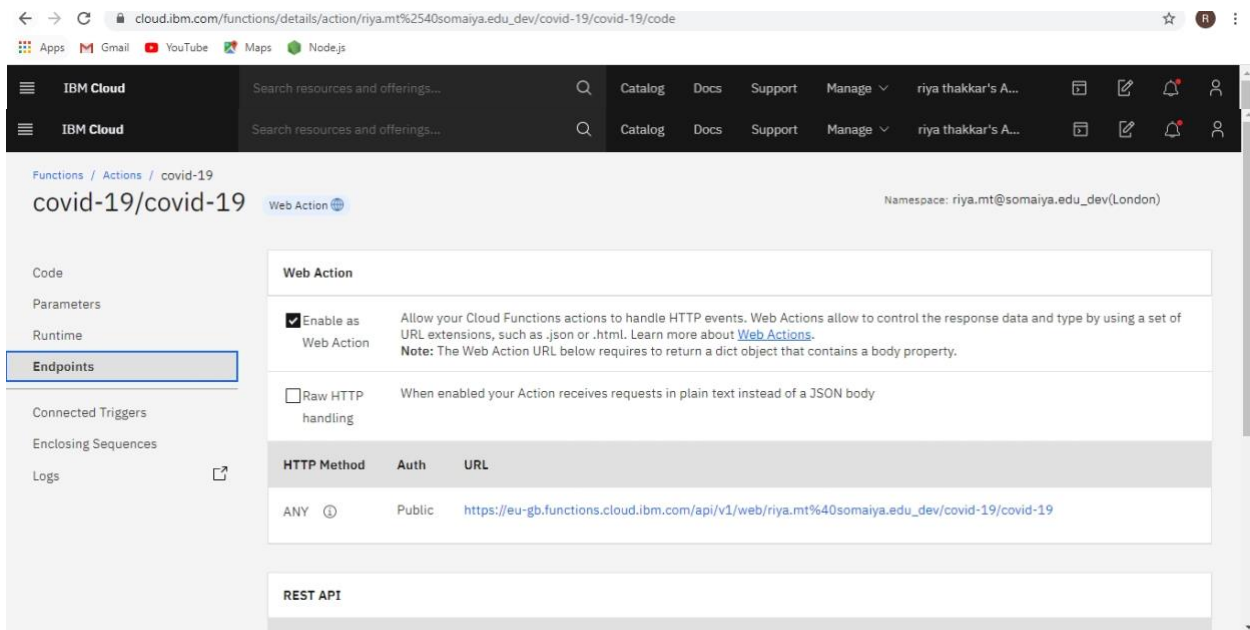 cloud.ibm.com/functions/details/action/riya.mt%2540somaiya.edu_dev/covid-19/covid-19/code
R
Apps Gmail YouTube Maps Node.js
IBM Cloud Search resources and offerings... Catalog Docs Support Manage riya thakkar's A...
IBM Cloud Search resources and offerings... Catalog Docs Support Manage riya thakkar's A...
Functions / Actions / covid-19
covid-19/covid-19 Web Action Namespace: riya.mt@somaiya.edu_dev(London)
Code
Parameters
Runtime
Endpoints
Connected Triggers
Enclosing Sequences
Logs
Web Action
Enable as
Web Action
Allow your Cloud Functions actions to handle HTTP events. Web Actions allow to control the response data and type by using a set of
URL extensions, such as .json or .html. Learn more about Web Actions.
Note: The Web Action URL below requires to return a dict object that contains a body property.
Raw HTTP
handling
When enabled your Action receives requests in plain text instead of a JSON body
HTTP Method Auth URL
ANY Public https://eu-gb.functions.cloud.ibm.com/api/v1/web/riya.mt%40somaiya.edu_dev/covid-19/covid-19
REST API